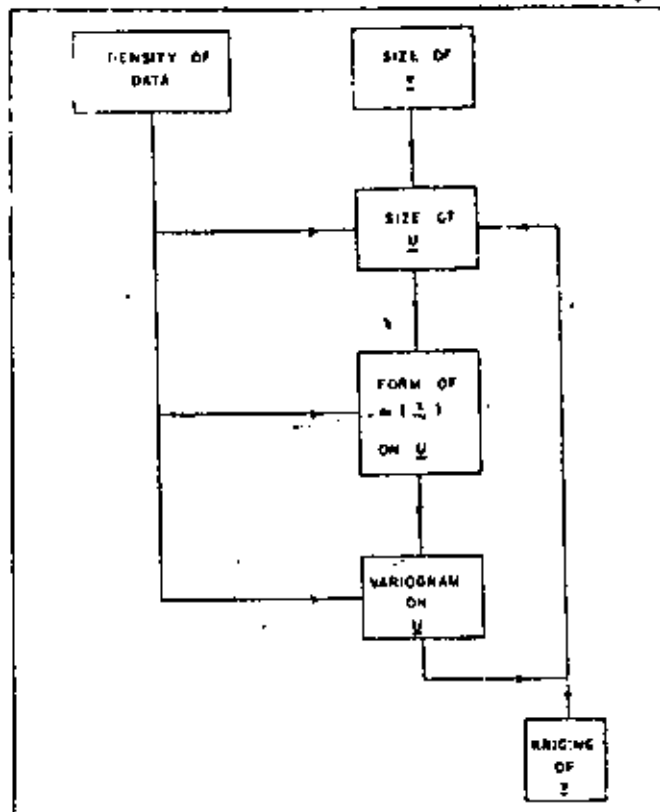 DENSITY OF
DATA
SIZE OF
SIZE OF
U
FORM OF
ON U
VARIOGRAM
ON
U
KRIGING
OF